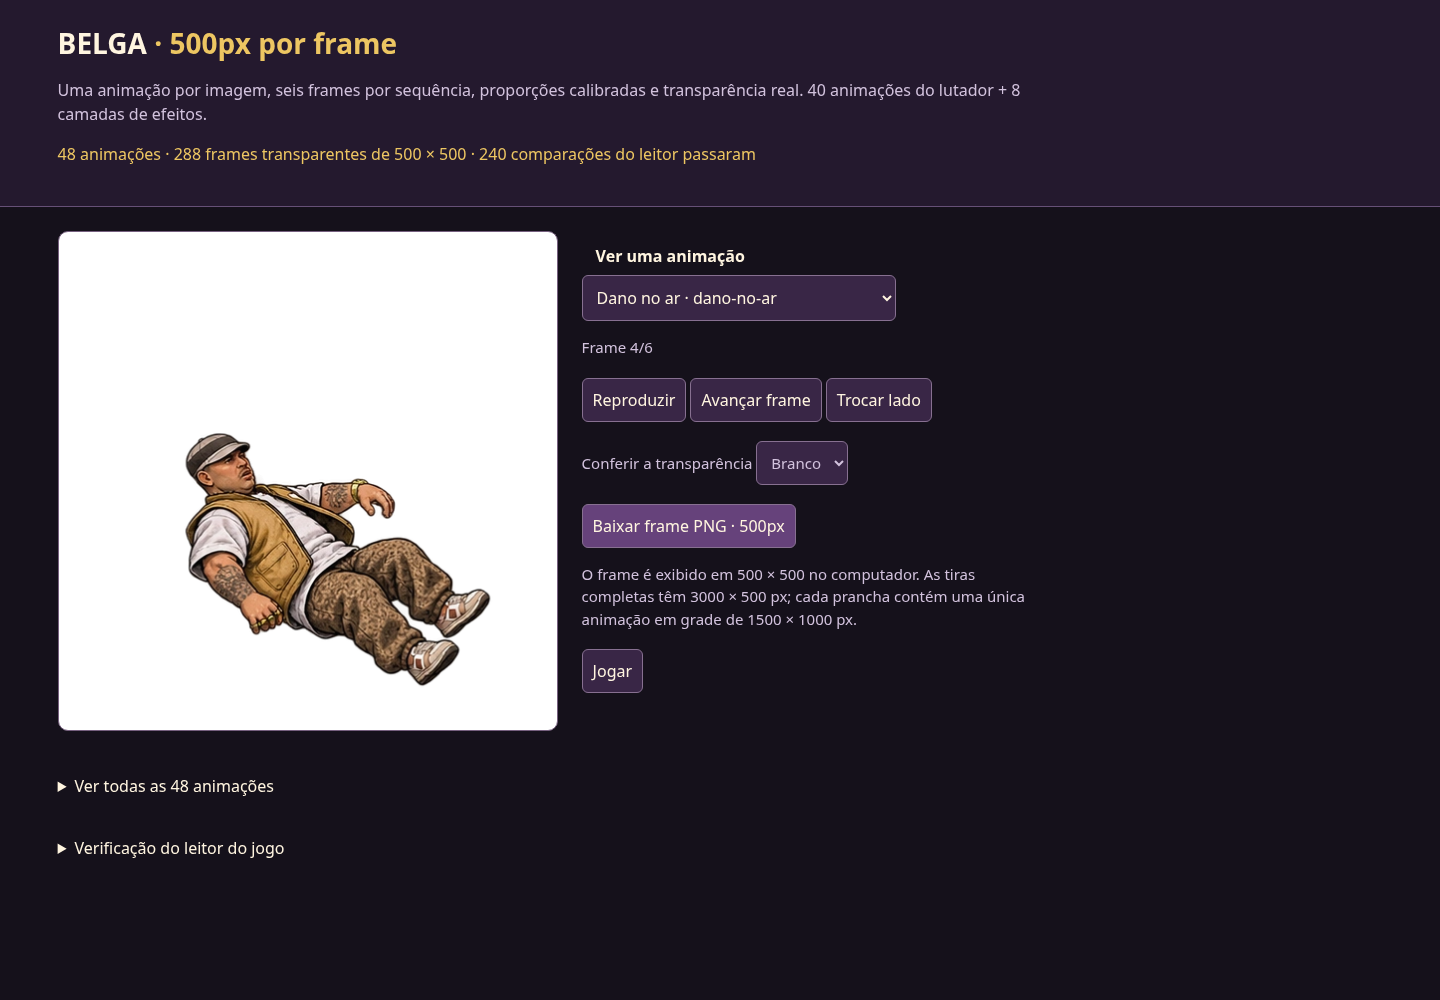 BELGA · 500px por frame
Uma animação por imagem, seis frames por sequência, proporções calibradas e transparência real. 40 animações do lutador + 8
camadas de efeitos.
48 animações · 288 frames transparentes de 500 × 500 · 240 comparações do leitor passaram
Ver uma animação
Dano no ar · dano-no-ar
Frame 4/6
Reproduzir Avançar frame Trocar lado
Conferir a transparência Branco
Baixar frame PNG · 500px
O frame é exibido em 500 × 500 no computador. As tiras
completas têm 3000 × 500 px; cada prancha contém uma única
animação em grade de 1500 × 1000 px.
Jogar
Ver todas as 48 animações
Verificação do leitor do jogo